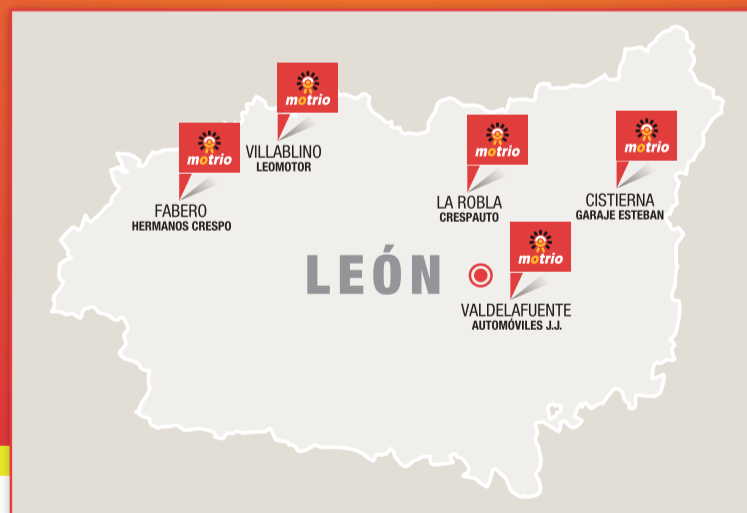 motrio
VILLABLINO
LEOMOTOR
motrio
FABERO
HERMANOS CRESPO
motrio
LA ROBLA
CRESPAUTO
motrio
CISTIERNA
GARAJE ESTEBAN
LEÓN
motrio
VALDELAFUENTE
AUTOMÓVILES J.J.